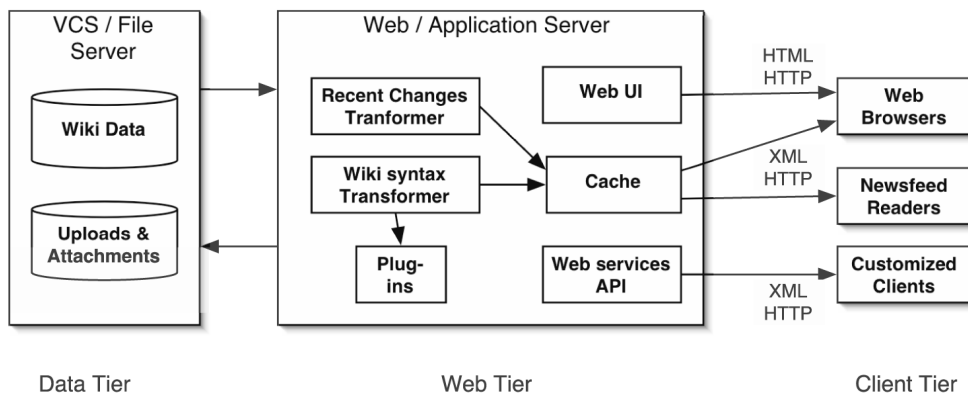 VCS / File
Server
Wiki Data
Uploads &
Attachments
Web / Application Server
Recent Changes
Tranformer
Wiki syntax
Transformer
Plug-
ins
Web UI
Cache
Web services
API
HTML
HTTP
XML
HTTP
XML
HTTP
Web
Browsers
Newsfeed
Readers
Customized
Clients
Data Tier
Web Tier
Client Tier